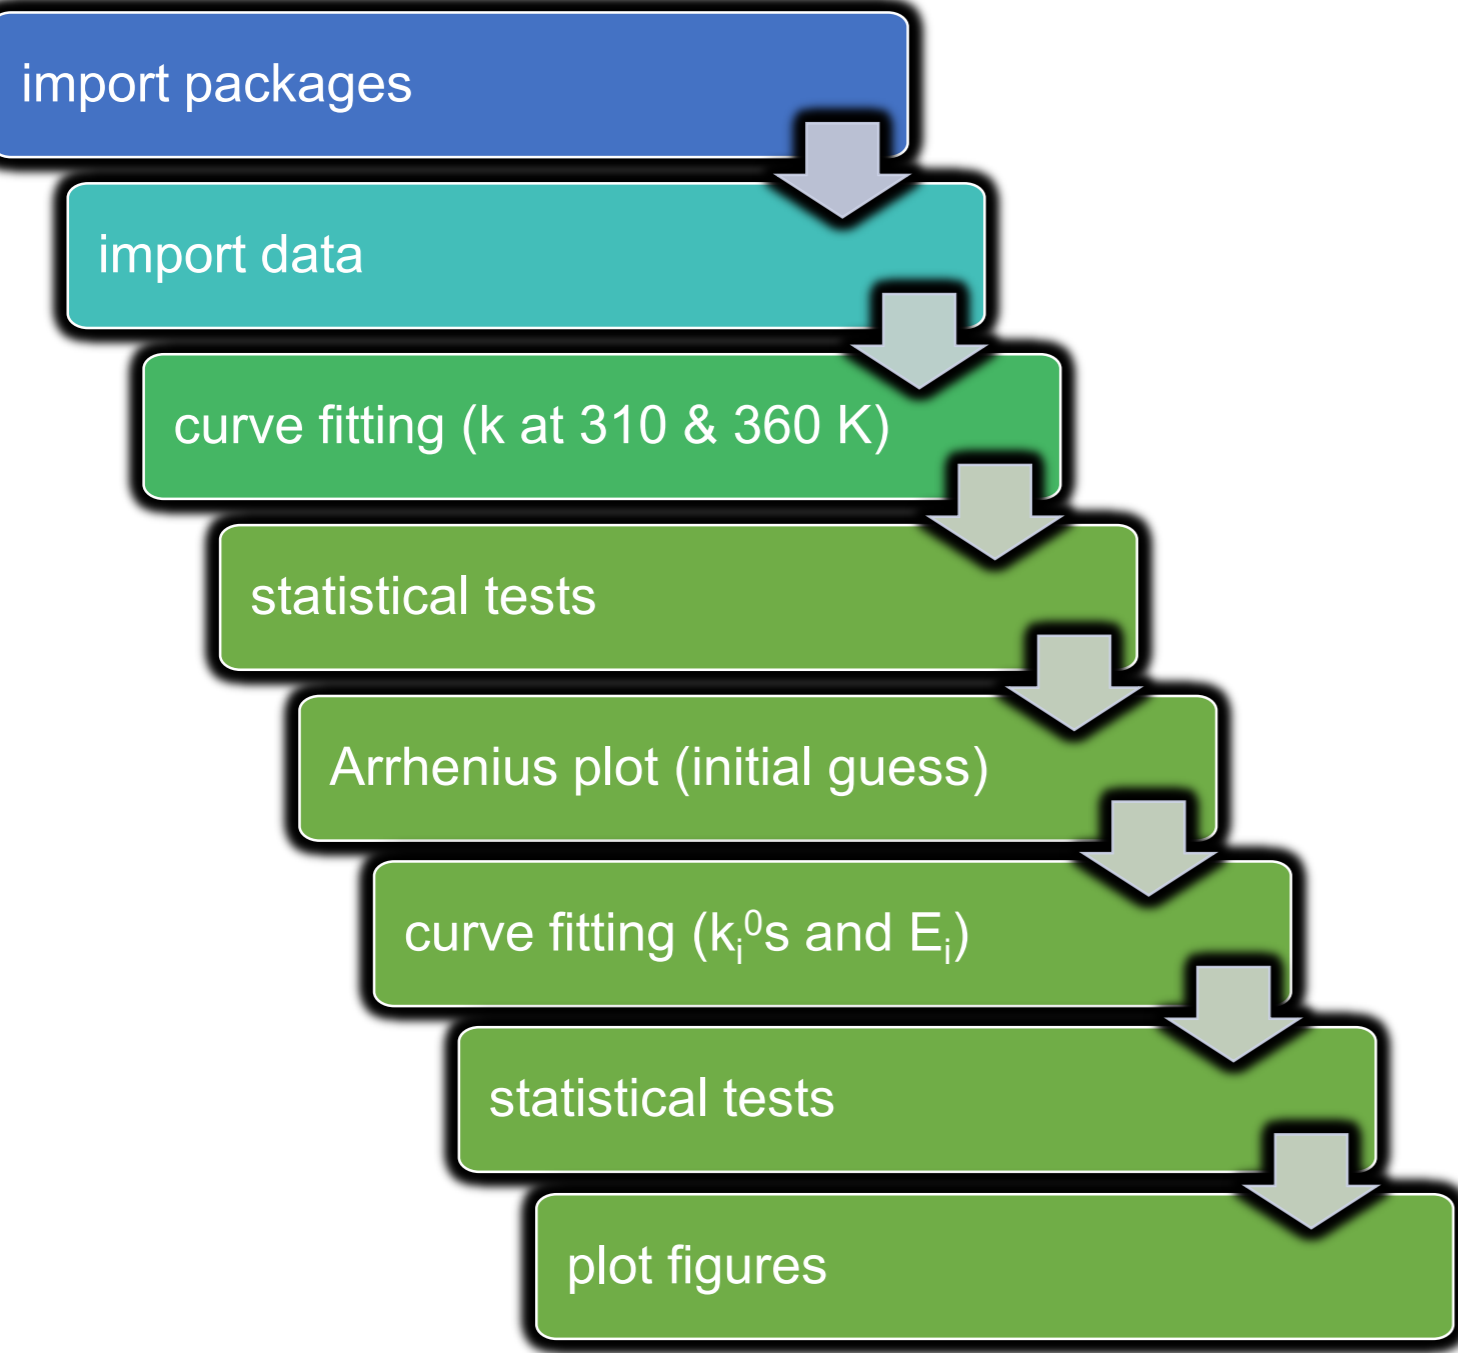 import packages
import data
curve fitting (k at 310 & 360 K)
statistical tests
Arrhenius plot (initial guess)
curve fitting (kᵢ⁰s and Eᵢ)
statistical tests
plot figures